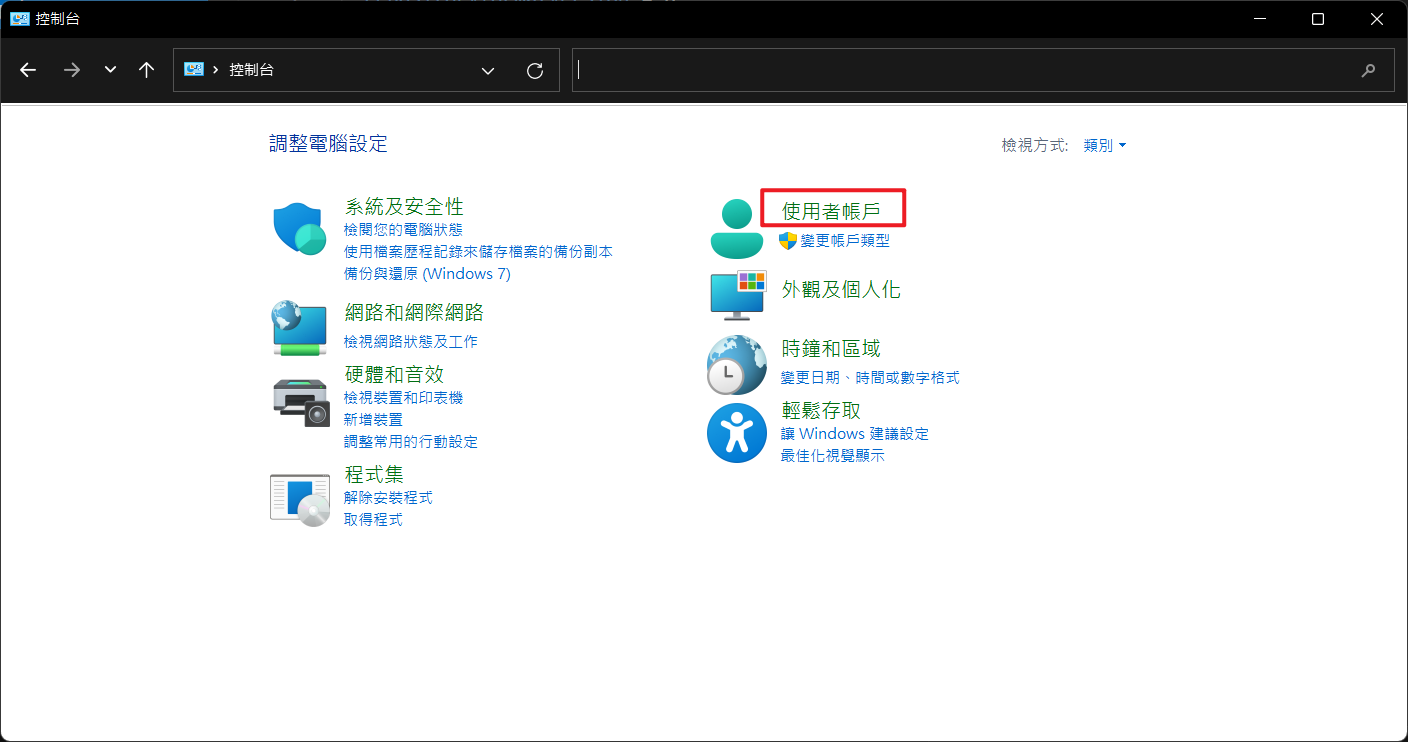 控制台
控制台
調整電腦設定
檢視方式: 類別
系統及安全性
檢閱您的電腦狀態
使用檔案歷程記錄來儲存檔案的備份副本
備份與還原 (Windows 7)
網路和網際網路
檢視網路狀態及工作
硬體和音效
檢視裝置和印表機
新增裝置
調整常用的行動設定
程式集
解除安裝程式
取得程式
使用者帳戶
變更帳戶類型
外觀及個人化
時鐘和區域
變更日期、時間或數字格式
輕鬆存取
讓 Windows 建議設定
最佳化視覺顯示